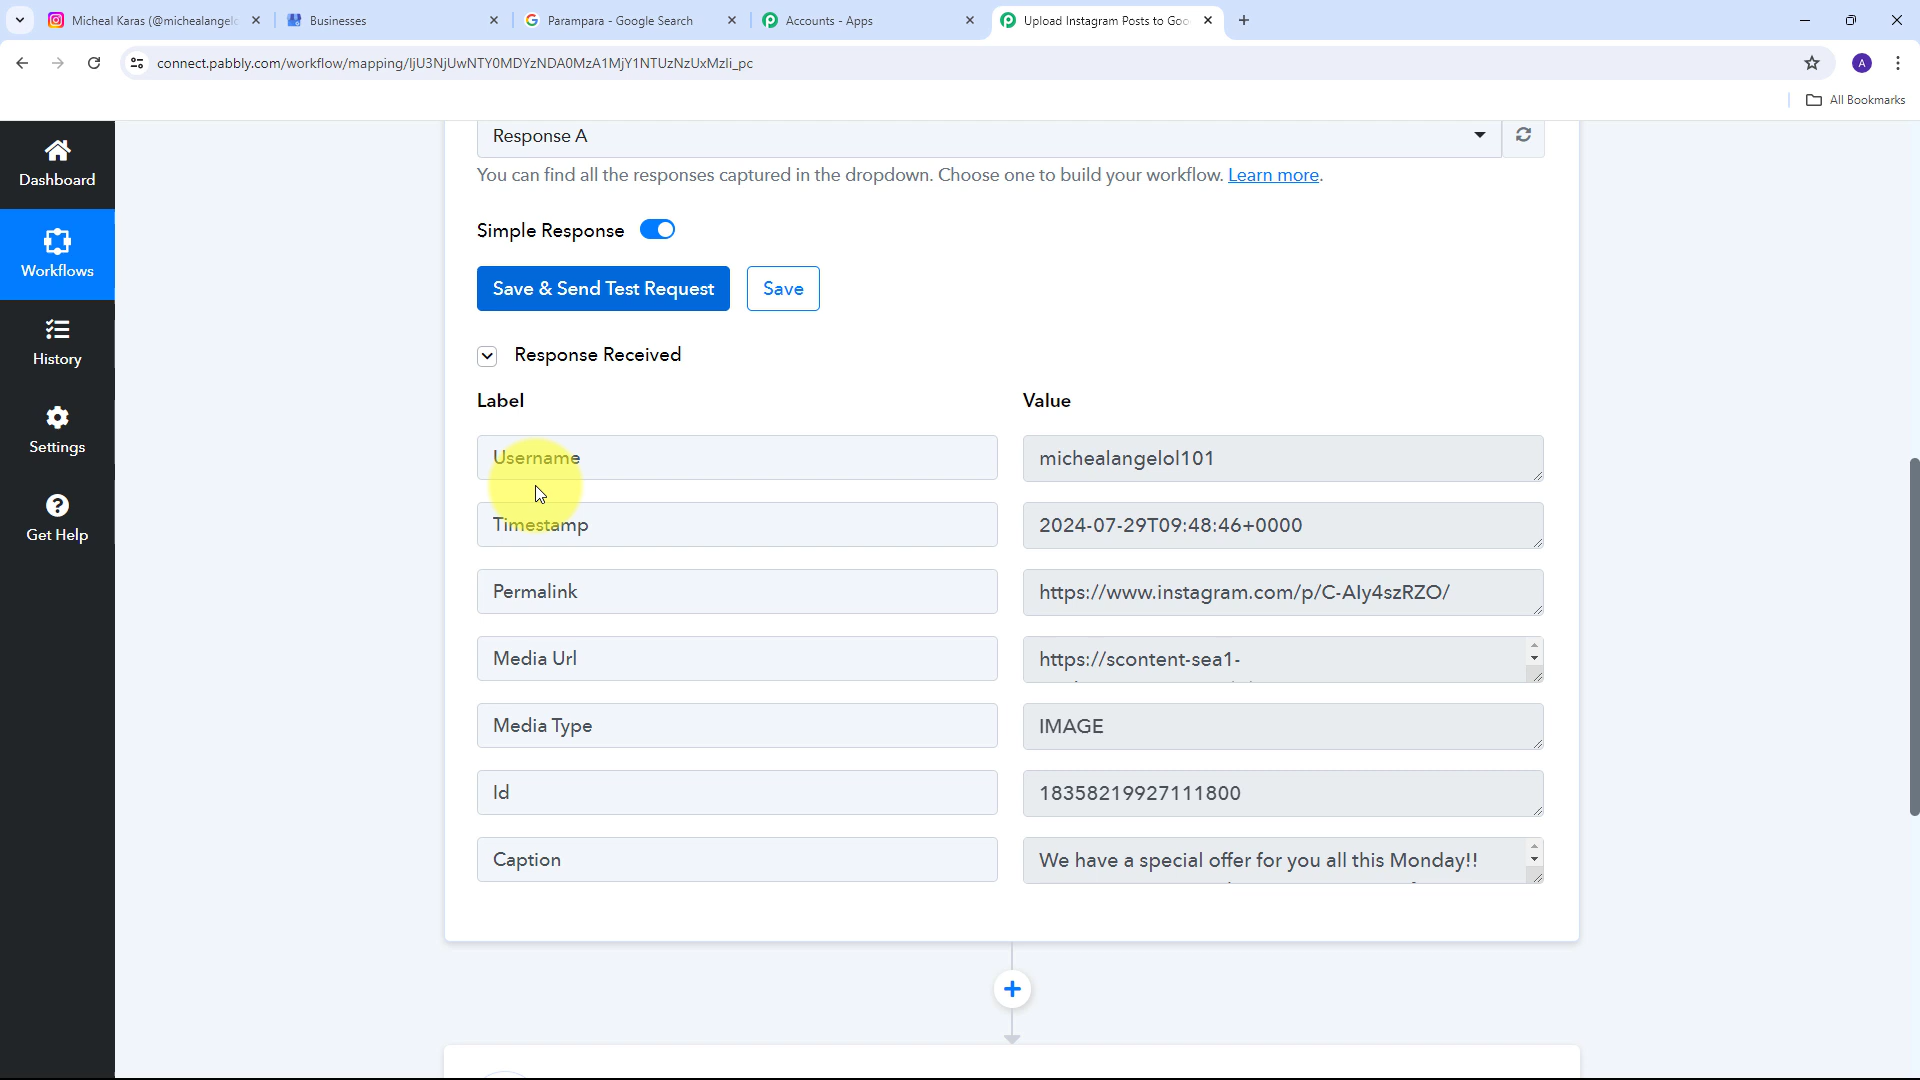 Micheal Karas (@michealangelo
Businesses
Parampara - Google Search
Accounts - Apps
Upload Instagram Posts to Goo
connect.pabbly.com/workflow/mapping/IjU3NjUwNTY0MDYzNDA0MzA1MjY1NTUzNzUxMzIi_pc
A
All Bookmarks
Dashboard
Workflows
History
Settings
Get Help
Response A
You can find all the responses captured in the dropdown. Choose one to build your workflow. Learn more.
Simple Response
Save & Send Test Request
Save
Response Received
Label
Value
Username
michealangelol101
Timestamp
2024-07-29T09:48:46+0000
Permalink
https://www.instagram.com/p/C-Aly4szRZO/
Media Url
https://scontent-sea1-
Media Type
IMAGE
Id
18358219927111800
Caption
We have a special offer for you all this Monday!!